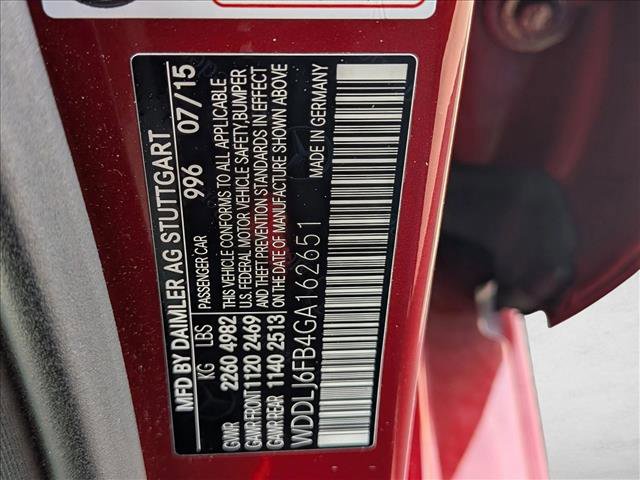 MFD BY DAIMLER AG STUTTGART
KG LBS PASSENGER CAR 996 07/15
GVWR 2260 4982 THIS VEHICLE CONFORMS TO ALL APPLICABLE
GAWR FRONT 1120 2469 U.S. FEDERAL MOTOR VEHICLE SAFETY, BUMPER
GAWR REAR 1140 2513 AND THEFT PREVENTION STANDARDS IN EFFECT
ON THE DATE OF MANUFACTURE SHOWN ABOVE
WDDLJ6FB4GA162651 MADE IN GERMANY